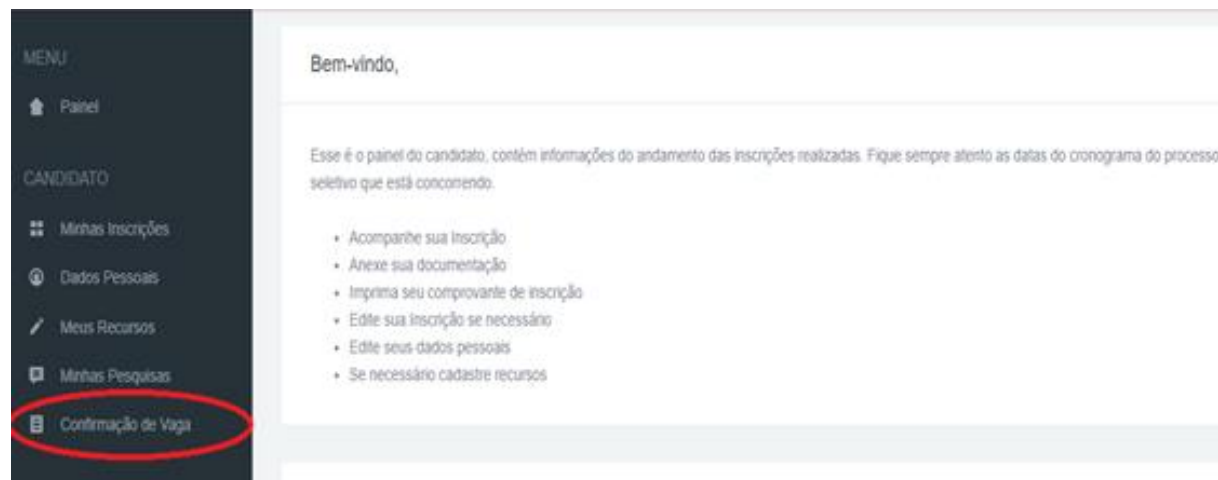 MENU
Painel
CANDIDATO
Minhas Inscrições
Dados Pessoais
Meus Recursos
Minhas Pesquisas
Confirmação de Vaga
Bem-vindo,
Esse é o painel do candidato, contém informações do andamento das inscrições realizadas. Fique sempre atento as datas do cronograma do processo
seletivo que está concorrendo.
• Acompanhe sua Inscrição
• Anexe sua documentação
• Imprima seu comprovante de inscrição
• Edite sua Inscrição se necessário
• Edite seus dados pessoais
• Se necessário cadastre recursos